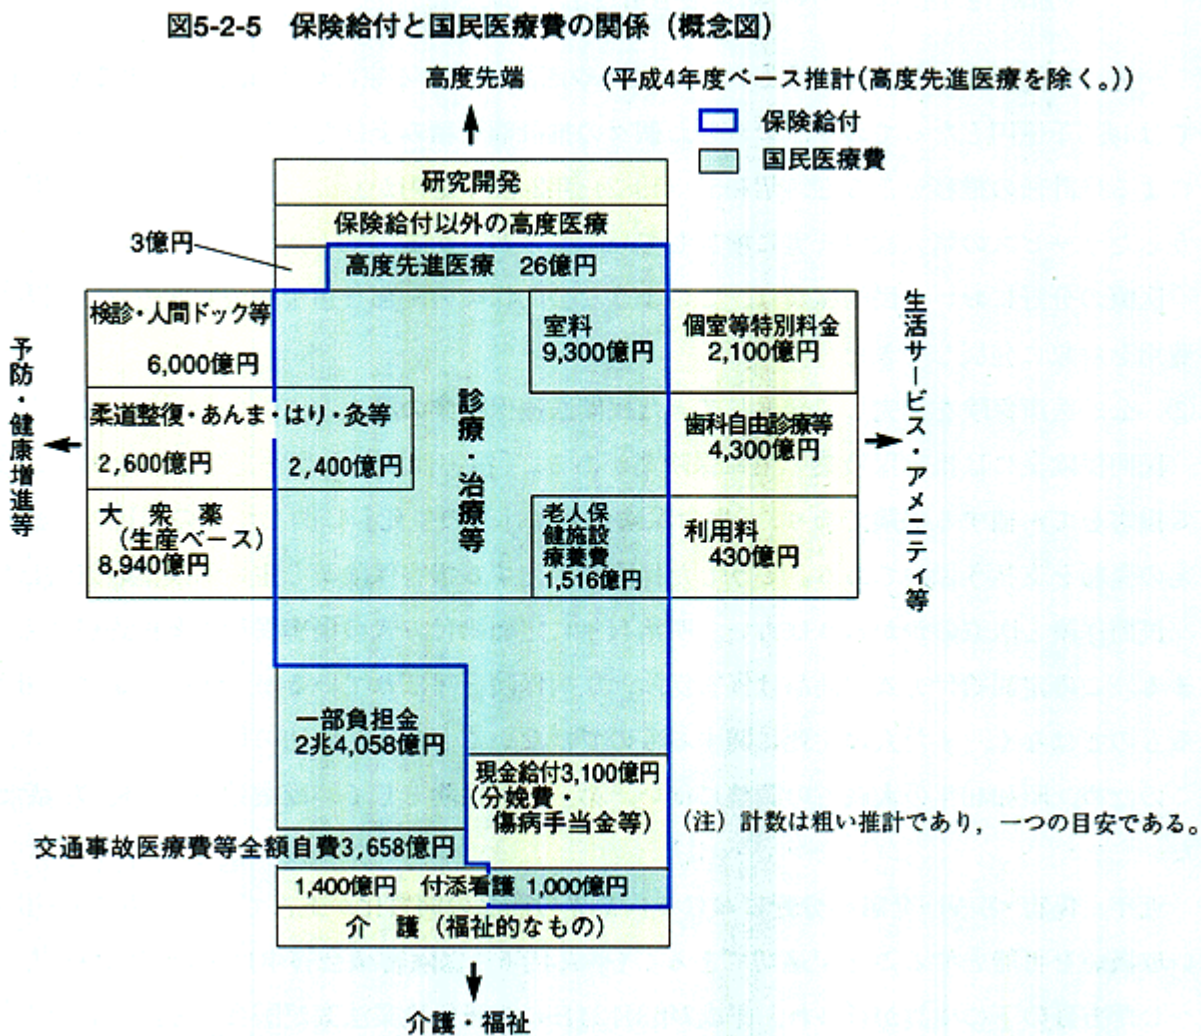 図5-2-5　保険給付と国民医療費の関係（概念図）
高度先端　（平成4年度ベース推計(高度先進医療を除く。)）
保険給付
国民医療費
研究開発
保険給付以外の高度医療
3億円
高度先進医療　26億円
検診・人間ドック等
6,000億円
室料
9,300億円
個室等特別料金
2,100億円
予防・健康増進等
柔道整復・あんま・はり・灸等
2,600億円　2,400億円
診療・治療等
歯科自由診療等
4,300億円
生活サービス・アメニティ等
大衆薬
（生産ベース）
8,940億円
老人保
健施設
療養費
1,516億円
利用料
430億円
一部負担金
2兆4,058億円
現金給付3,100億円
（分娩費・
傷病手当金等）
（注）計数は粗い推計であり，一つの目安である。
交通事故医療費等全額自費3,658億円
1,400億円　付添看護　1,000億円
介　護（福祉的なもの）
介護・福祉